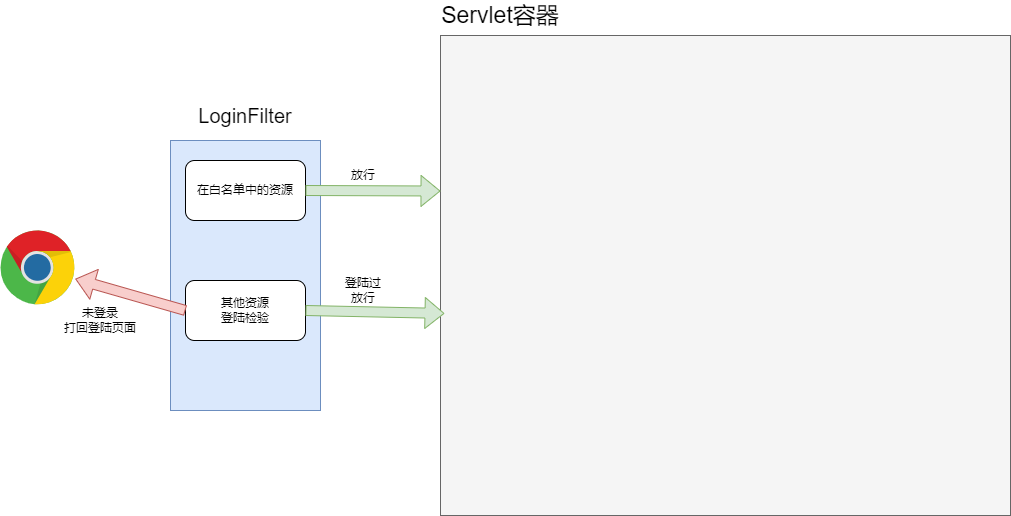 Servlet容器
LoginFilter
在白名单中的资源
放行
登陆过
放行
其他资源
登陆检验
未登录
打回登陆页面